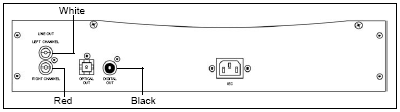 White
LINE OUT
LEFT CHANNEL
RIGHT CHANNEL
OPTICAL
OUT
DIGITAL
OUT
Red
Black